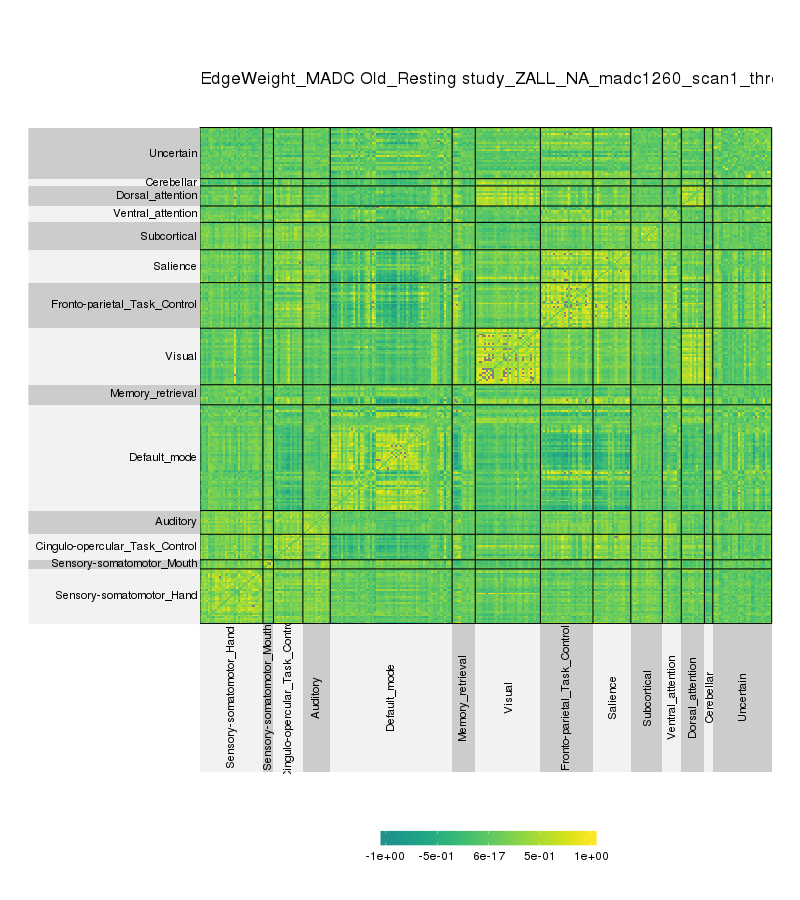 EdgeWeight_MADC Old_Resting study_ZALL_NA_madc1260_scan1_thr
Uncertain
Cerebellar
Dorsal_attention
Ventral_attention
Subcortical
Salience
Fronto-parietal_Task_Control
Visual
Memory_retrieval
Default_mode
Auditory
Cingulo-opercular_Task_Control
Sensory-somatomotor_Mouth
Sensory-somatomotor_Hand
Sensory-somatomotor_Hand
Sensory-somatomotor_Mouth
Cingulo-opercular_Task_Contro
Auditory
Default_mode
Memory_retrieval
Visual
Fronto-parietal_Task_Control
Salience
Subcortical
Ventral_attention
Dorsal_attention
Cerebellar
Uncertain
-1e+00 -5e-01 6e-17 5e-01 1e+00